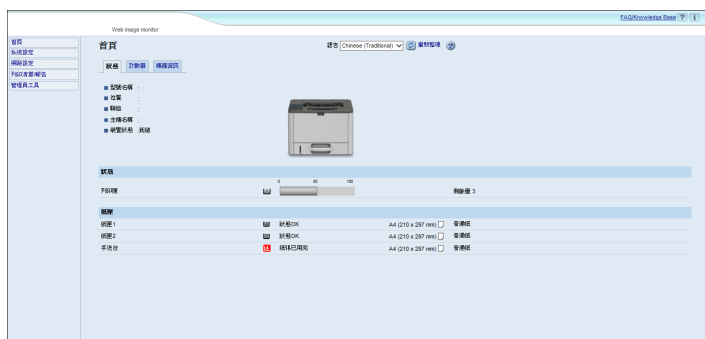 FAQ/Knowledge Base ? i
Web image monitor
首頁
系統設定
網路設定
列印清單/報告
管理員工具
首頁
語言 Chinese (Traditional) 重新整理
狀態 計數器 機器資訊
型號名稱 :
位置 :
聯絡 :
主機名稱 :
裝置狀態 :就緒
狀態
0 50 100
列印匣 剩餘量 3
紙匣
紙匣1 狀態OK A4 (210 x 297 mm) 普通紙
紙匣2 狀態OK A4 (210 x 297 mm) 普通紙
手送台 紙張已用完 A4 (210 x 297 mm) 普通紙